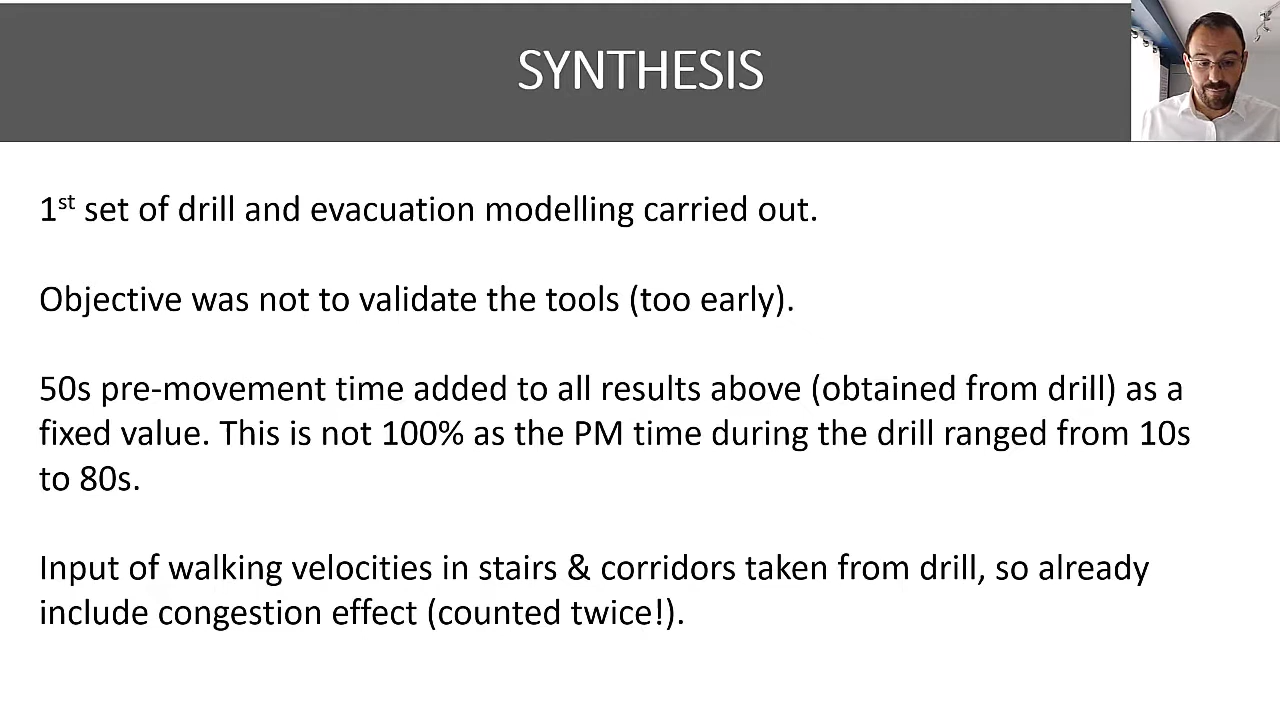 SYNTHESIS
1st set of drill and evacuation modelling carried out.
Objective was not to validate the tools (too early).
50s pre-movement time added to all results above (obtained from drill) as a
fixed value. This is not 100% as the PM time during the drill ranged from 10s
to 80s.
Input of walking velocities in stairs & corridors taken from drill, so already
include congestion effect (counted twice!).